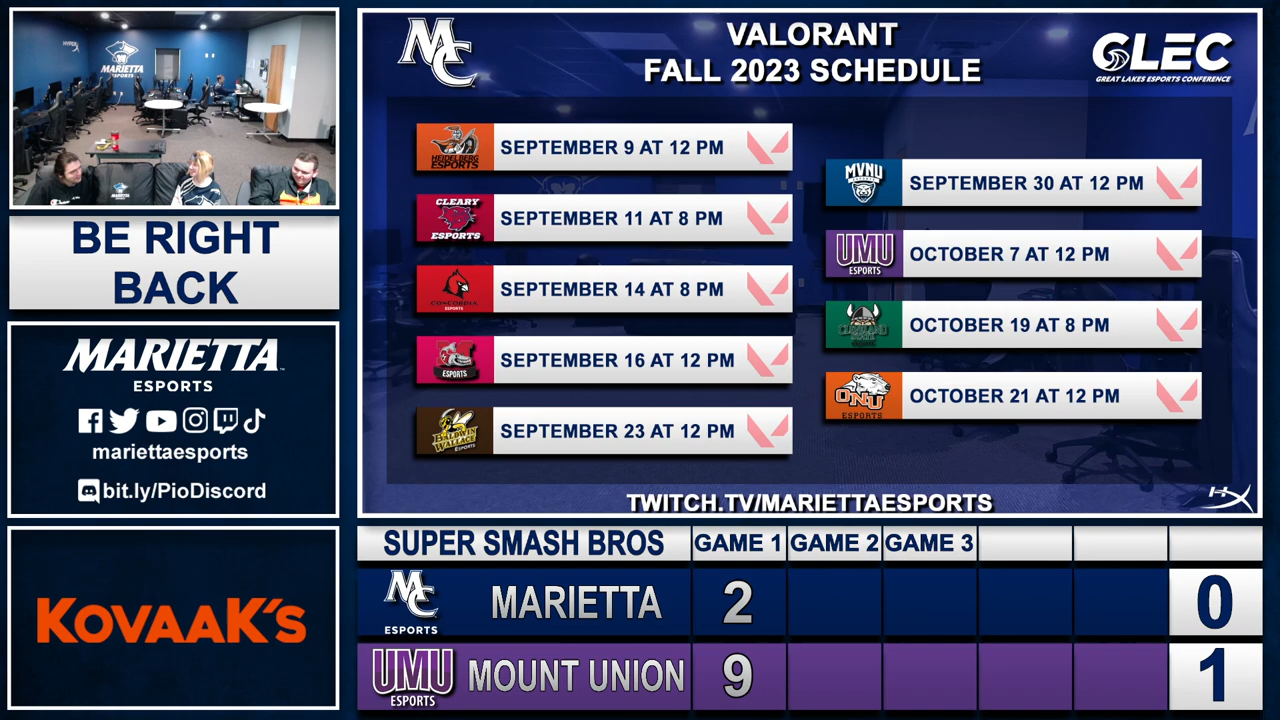 HYPER
MARIETTA
ESPORTS
BE RIGHT
BACK
MARIETTA
ESPORTS
mariettaesports
bit.ly/PioDiscord
KOVAAK'S
MC
VALORANT
FALL 2023 SCHEDULE
GLEC
GREAT LAKES ESPORTS CONFERENCE
HEIDELBERG
ESPORTS
SEPTEMBER 9 AT 12 PM
CLEARY
ESPORTS
SEPTEMBER 11 AT 8 PM
CONCORDIA
ESPORTS
SEPTEMBER 14 AT 8 PM
ESPORTS
SEPTEMBER 16 AT 12 PM
BALDWIN
WALLACE
ESPORTS
SEPTEMBER 23 AT 12 PM
MVNU
SEPTEMBER 30 AT 12 PM
UMU
ESPORTS
OCTOBER 7 AT 12 PM
CLEVELAND
STATE
OCTOBER 19 AT 8 PM
ONU
ESPORTS
OCTOBER 21 AT 12 PM
TWITCH.TV/MARIETTAESPORTS
HX
SUPER SMASH BROS GAME 1 GAME 2 GAME 3
MC
ESPORTS
MARIETTA 2 0
UMU
ESPORTS
MOUNT UNION 9 1